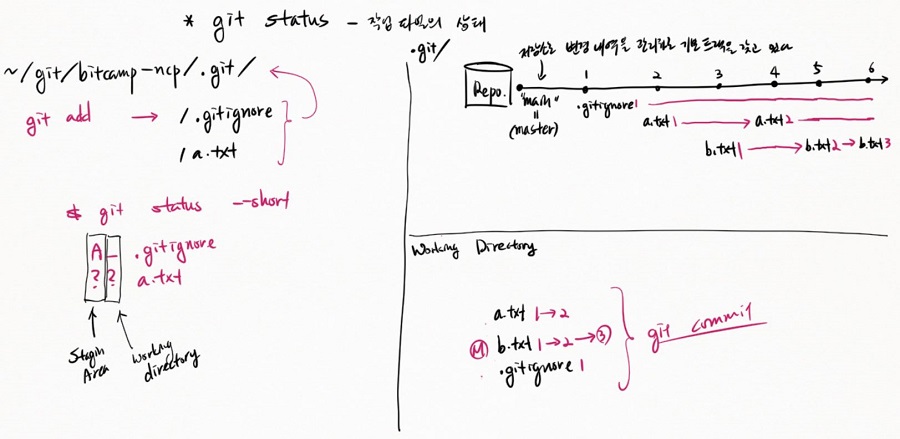 * git status - 작업 파일의 상태
~/git/bitcamp-ncp/.git/
git add → /.gitignore
/a.txt
$ git status --short
A _ .gitignore
? ? a.txt
Stagin Area
working directory
.git/
저장소는 변경 내역을 관리하는 기본 트랙을 갖고 있다
Repo.
1 2 3 4 5 6
"main"
=
(master)
.gitignore 1
a.txt 1 → a.txt 2
b.txt 1 → b.txt 2 → b.txt 3
Working Directory
a.txt 1→2
M b.txt 1→2→3
.gitignore 1
git commit